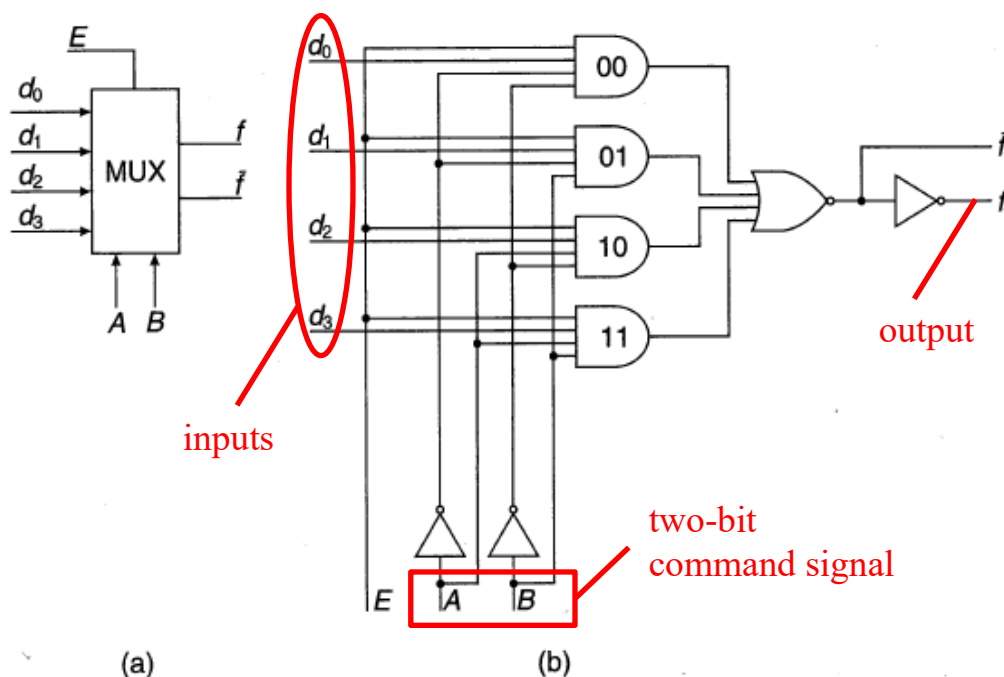 E
d0
d1
d2
d3
MUX
f
f̄
A B
(a)
d0
d1
d2
d3
00
01
10
11
f̄
f
output
inputs
two-bit
command signal
E A B
(b)